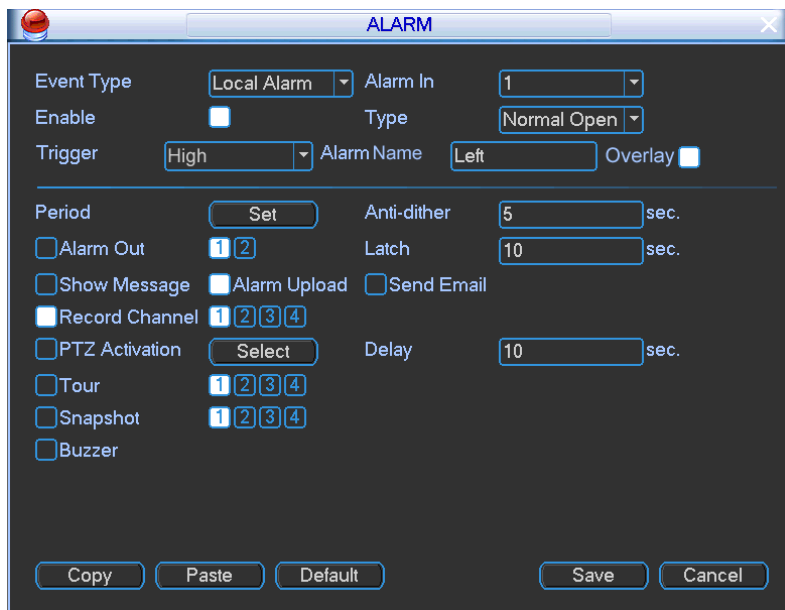 ALARM
Event Type Local Alarm Alarm In 1
Enable Type Normal Open
Trigger High Alarm Name Left Overlay
Period Set Anti-dither 5 sec.
Alarm Out 1 2 Latch 10 sec.
Show Message Alarm Upload Send Email
Record Channel 1 2 3 4
PTZ Activation Select Delay 10 sec.
Tour 1 2 3 4
Snapshot 1 2 3 4
Buzzer
Copy Paste Default Save Cancel